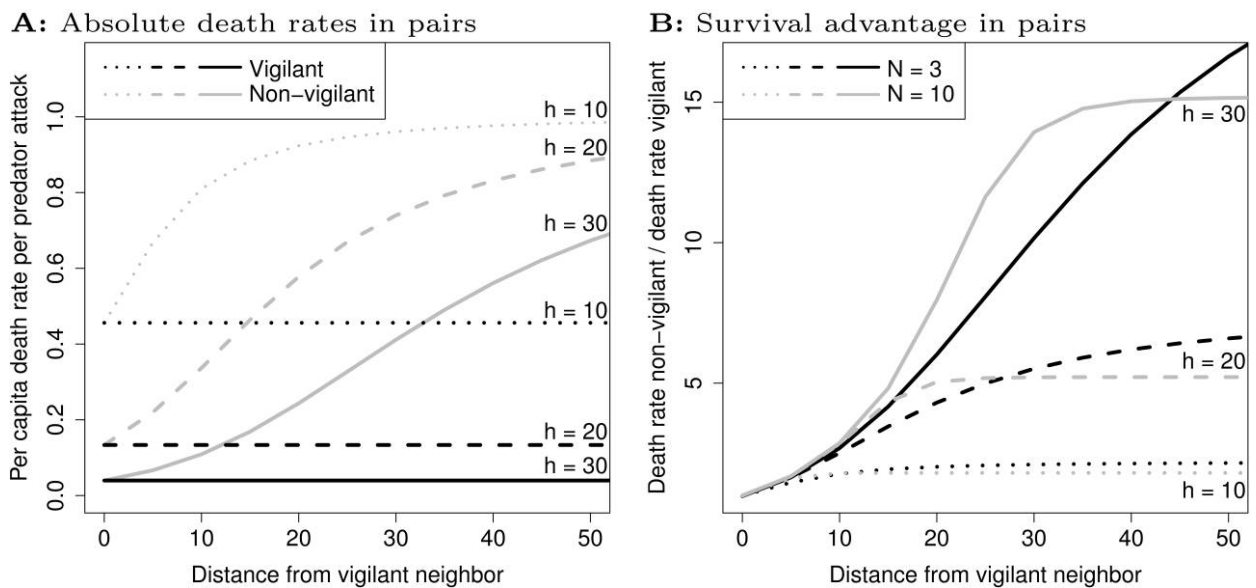 A: Absolute death rates in pairs
Vigilant
Non−vigilant
h = 10
h = 20
h = 30
h = 10
h = 20
h = 30
Per capita death rate per predator attack
0.0
0.2
0.4
0.6
0.8
1.0
0 10 20 30 40 50
Distance from vigilant neighbor
B: Survival advantage in pairs
N = 3
N = 10
h = 30
h = 20
h = 10
Death rate non−vigilant / death rate vigilant
5
10
15
0 10 20 30 40 50
Distance from vigilant neighbor